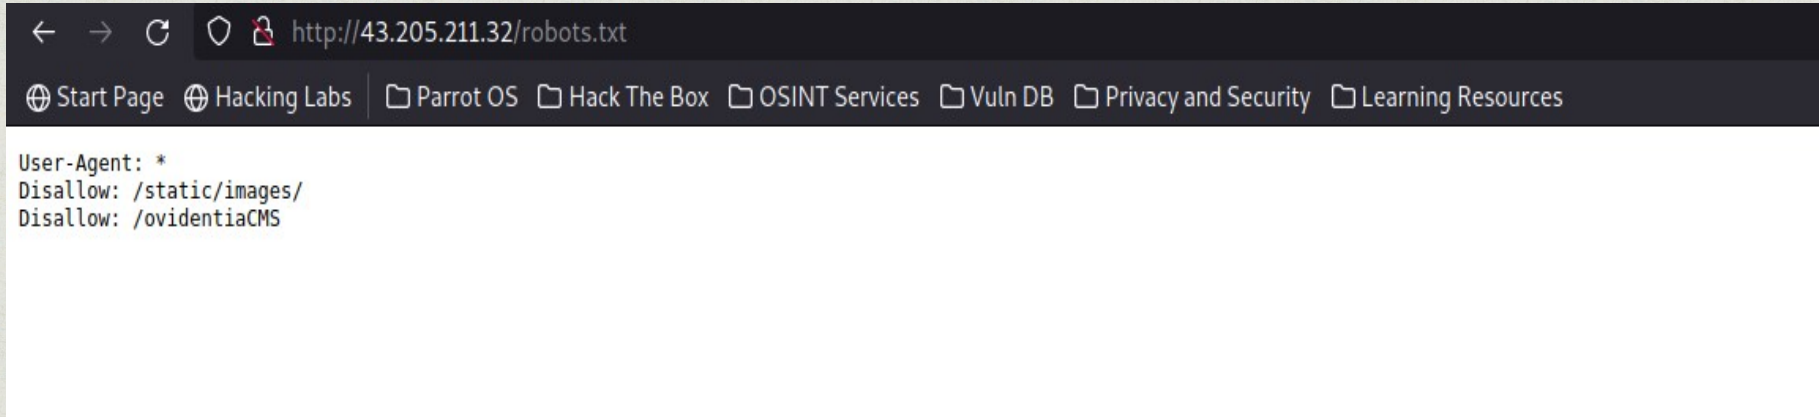 http://43.205.211.32/robots.txt
Start Page Hacking Labs Parrot OS Hack The Box OSINT Services Vuln DB Privacy and Security Learning Resources
User-Agent: *
Disallow: /static/images/
Disallow: /ovidentiaCMS